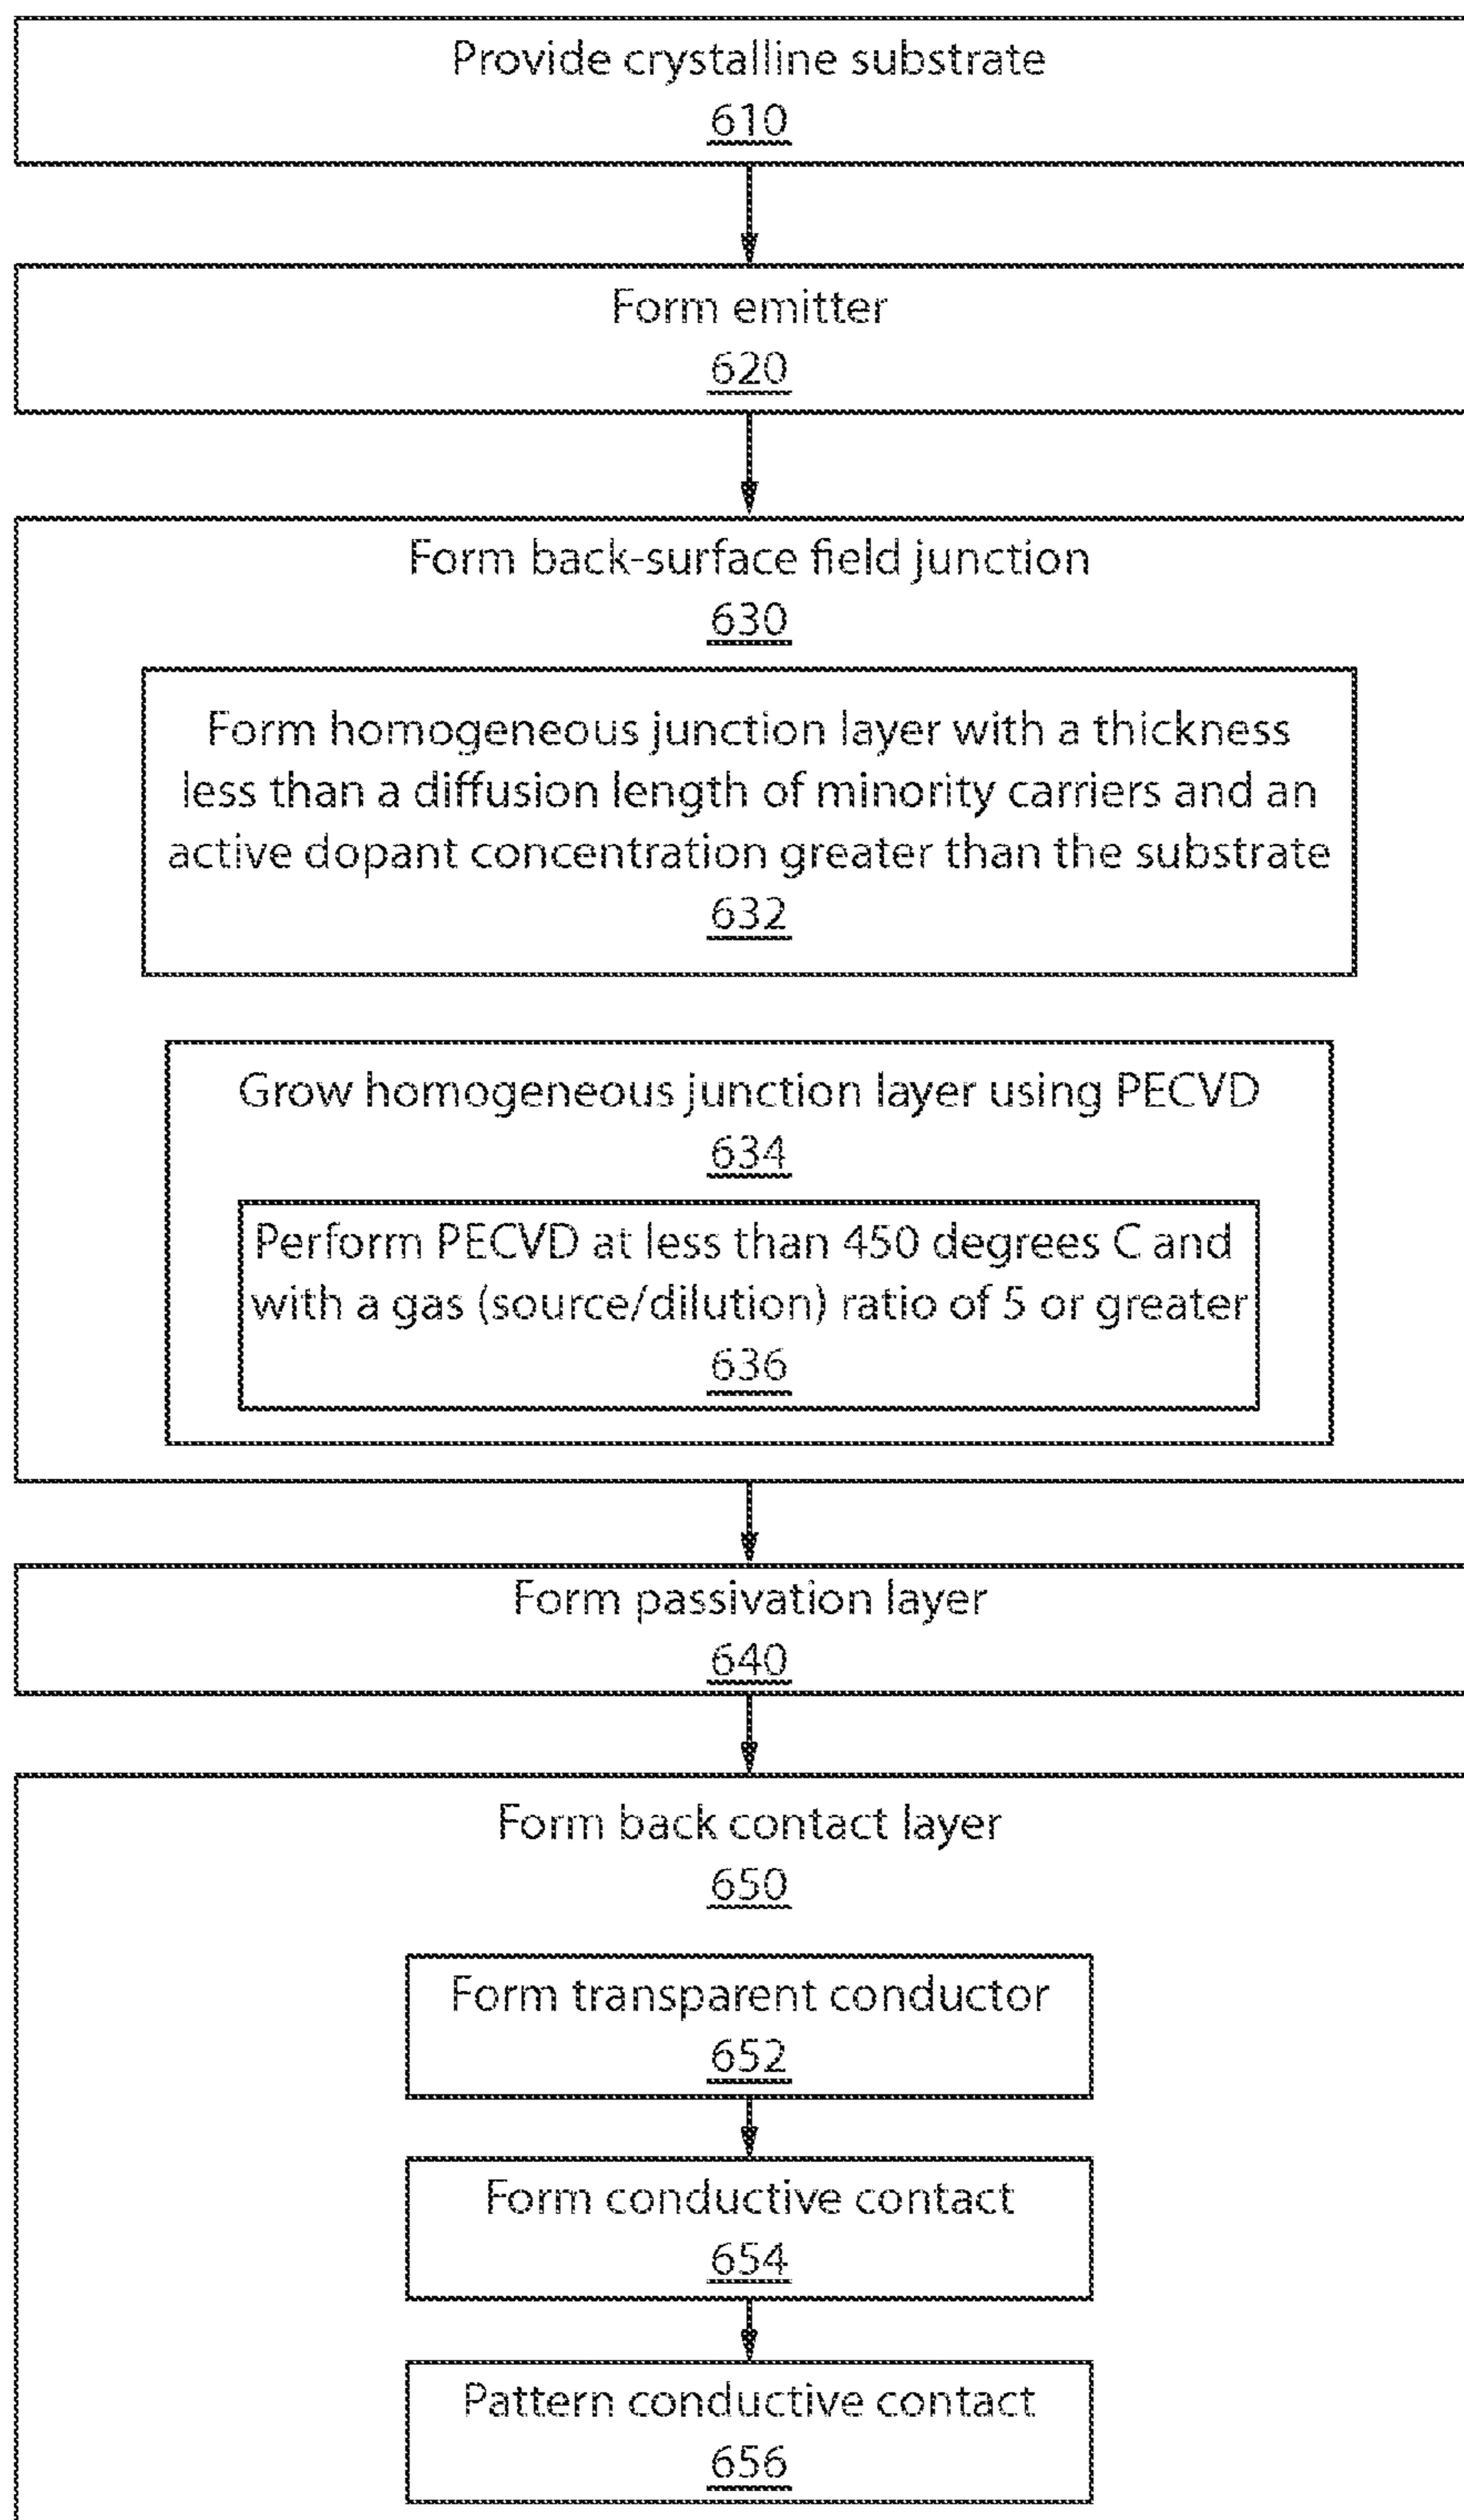 Provide crystalline substrate
610
Form emitter
620
Form back-surface field junction
630
Form homogeneous junction layer with a thickness
less than a diffusion length of minority carriers and an
active dopant concentration greater than the substrate
632
Grow homogeneous junction layer using PECVD
634
Perform PECVD at less than 450 degrees C and
with a gas (source/dilution) ratio of 5 or greater
636
Form passivation layer
640
Form back contact layer
650
Form transparent conductor
652
Form conductive contact
654
Pattern conductive contact
656